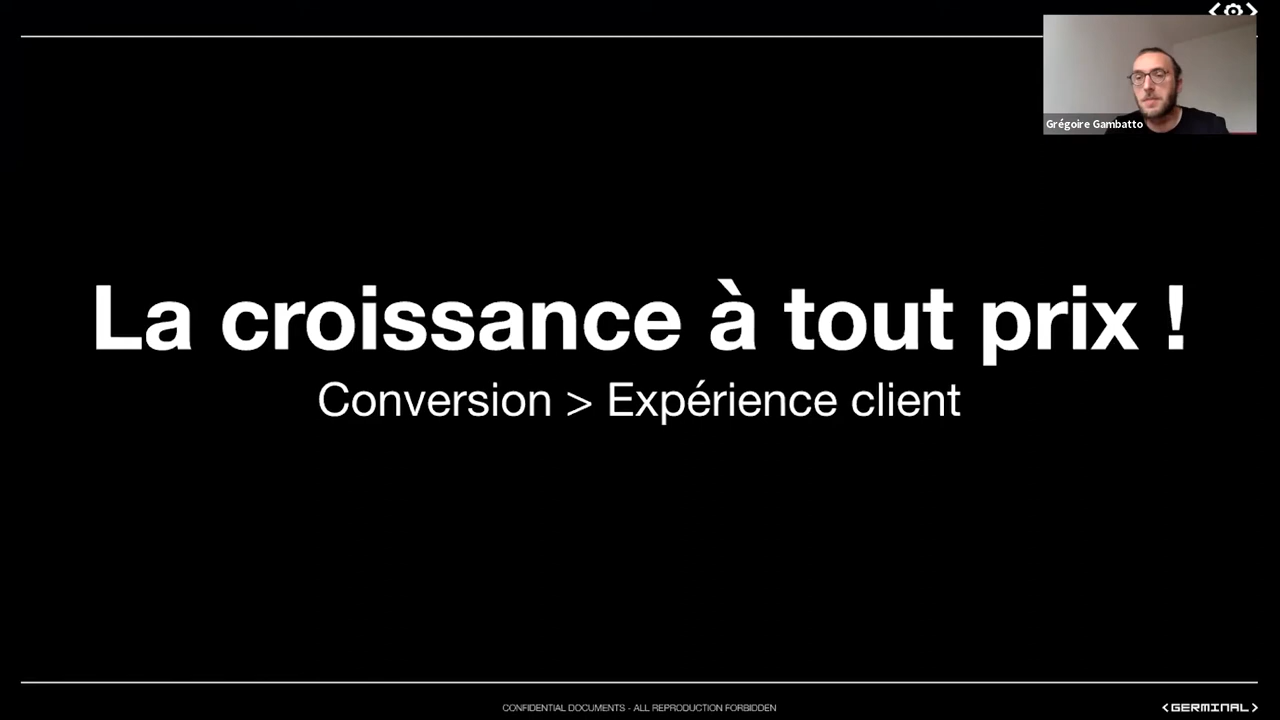 Grégoire Gambatto
La croissance à tout prix !
Conversion > Expérience client
CONFIDENTIAL DOCUMENTS - ALL REPRODUCTION FORBIDDEN
<GERMINAL>